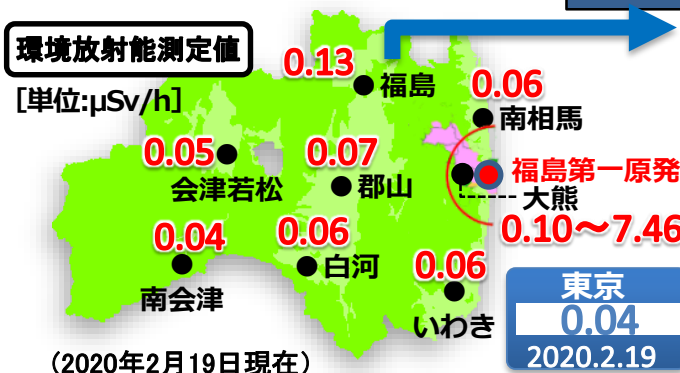 環境放射能測定値
[単位:μSv/h]
0.13
福島
0.06
南相馬
0.05
会津若松
0.07
郡山
福島第一原発
大熊
0.10～7.46
0.04
南会津
0.06
白河
0.06
いわき
東京
0.04
2020.2.19
（2020年2月19日現在）